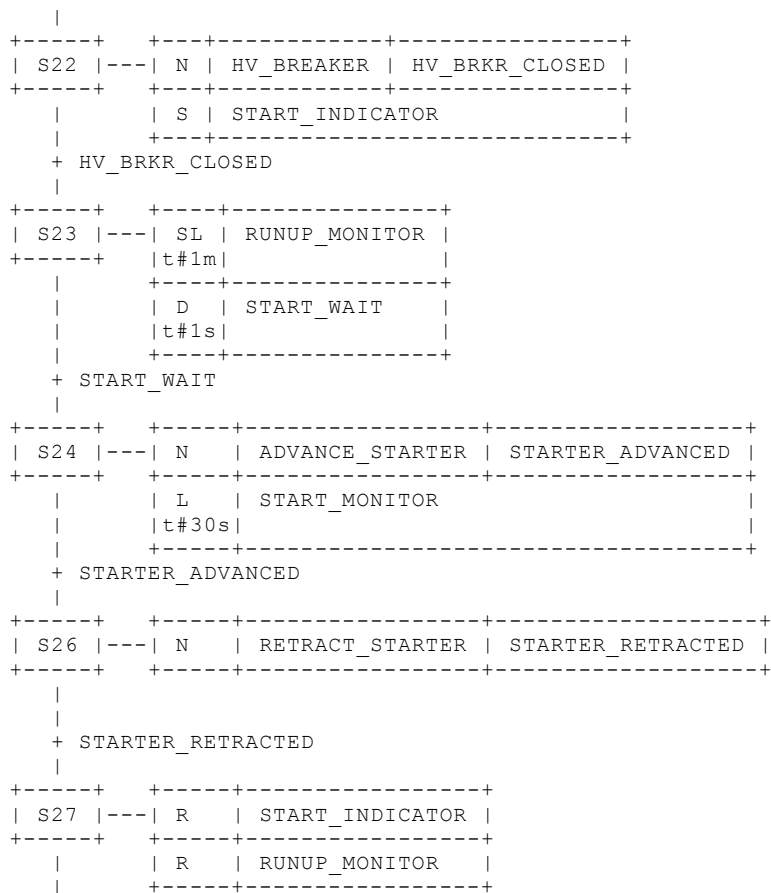 |
+-----+   +---+------------+----------------+
| S22 |---| N | HV_BREAKER | HV_BRKR_CLOSED |
+-----+   +---+------------+----------------+
   |      | S | START_INDICATOR             |
   |      +---+-----------------------------+
   + HV_BRKR_CLOSED
   |
+-----+   +----+---------------+
| S23 |---| SL | RUNUP_MONITOR |
+-----+   |t#1m|               |
   |      +----+---------------+
   |      | D  | START_WAIT    |
   |      |t#1s|               |
   |      +----+---------------+
   + START_WAIT
   |
+-----+   +-----+-----------------+------------------+
| S24 |---| N   | ADVANCE_STARTER | STARTER_ADVANCED |
+-----+   +-----+-----------------+------------------+
   |      | L   | START_MONITOR                      |
   |      |t#30s|                                    |
   |      +-----+------------------------------------+
   + STARTER_ADVANCED
   |
+-----+   +-----+-----------------+-------------------+
| S26 |---| N   | RETRACT_STARTER | STARTER_RETRACTED |
+-----+   +-----+-----------------+-------------------+
   |
   |
   + STARTER_RETRACTED
   |
+-----+   +-----+-----------------+
| S27 |---| R   | START_INDICATOR |
+-----+   +-----+-----------------+
   |      | R   | RUNUP_MONITOR   |
   |      +-----+-----------------+